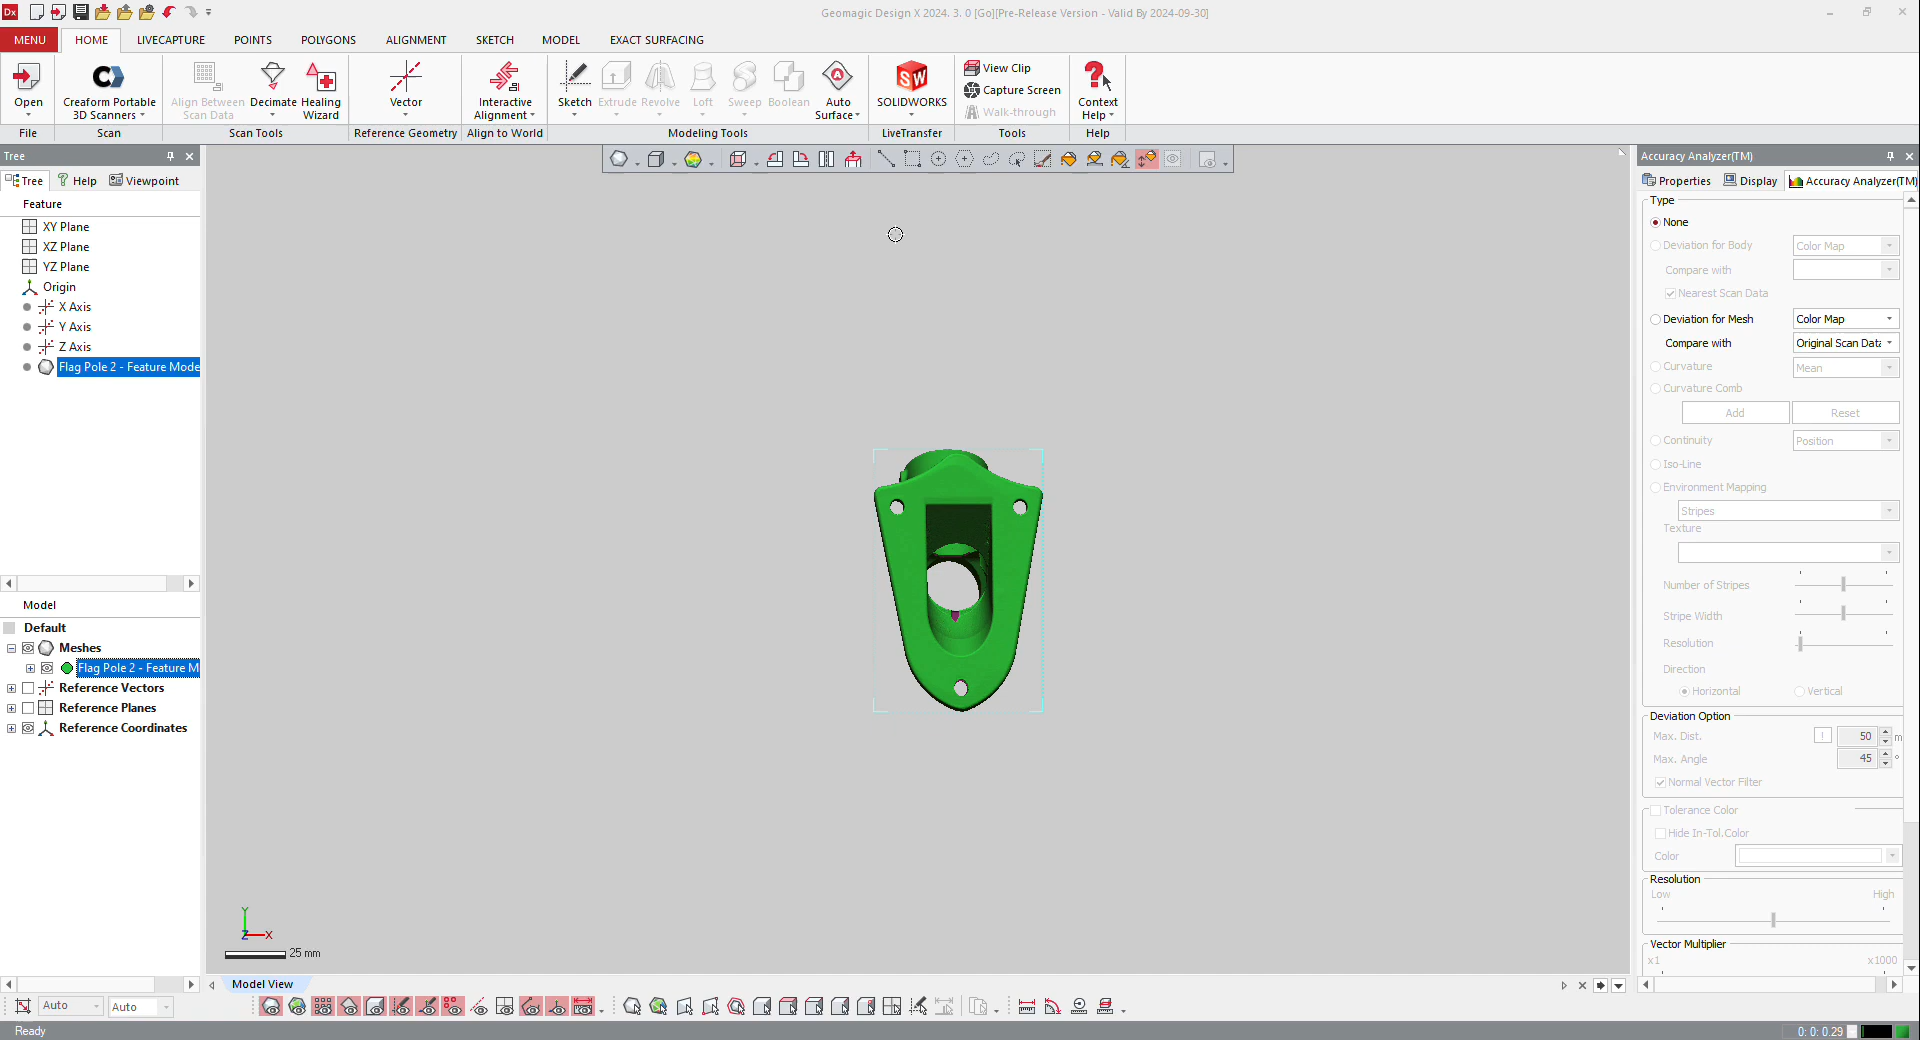 Dx
Geomagic Design X 2024. 3. 0 [Go][Pre-Release Version - Valid By 2024-09-30]
MENU HOME LIVECAPTURE POINTS POLYGONS ALIGNMENT SKETCH MODEL EXACT SURFACING
Open
Creaform Portable
3D Scanners
Align Between
Scan Data
Decimate
Healing
Wizard
Vector
Interactive
Alignment
Sketch Extrude Revolve Loft Sweep Boolean
Auto
Surface
SW
SOLIDWORKS
View Clip
Capture Screen
Walk-through
Context
Help
File Scan Scan Tools Reference Geometry Align to World Modeling Tools LiveTransfer Tools Help
Tree
Tree Help Viewpoint
Feature
XY Plane
XZ Plane
YZ Plane
Origin
X Axis
Y Axis
Z Axis
Flag Pole 2 - Feature Mode
Model
Default
Meshes
Flag Pole 2 - Feature M
Reference Vectors
Reference Planes
Reference Coordinates
Y
Z X
25 mm
Model View
Accuracy Analyzer(TM)
Properties Display Accuracy Analyzer(TM)
Type
None
Deviation for Body Color Map
Compare with
Nearest Scan Data
Deviation for Mesh Color Map
Compare with Original Scan Data
Curvature Mean
Curvature Comb
Add Reset
Continuity Position
Iso-Line
Environment Mapping
Stripes
Texture
Number of Stripes
Stripe Width
Resolution
Direction
Horizontal Vertical
Deviation Option
Max. Dist. ! 50 m
Max. Angle 45 °
Normal Vector Filter
Tolerance Color
Hide In-Tol.Color
Color
Resolution
Low High
Vector Multiplier
x1 x1000
Auto Auto
Ready
0: 0: 0.29